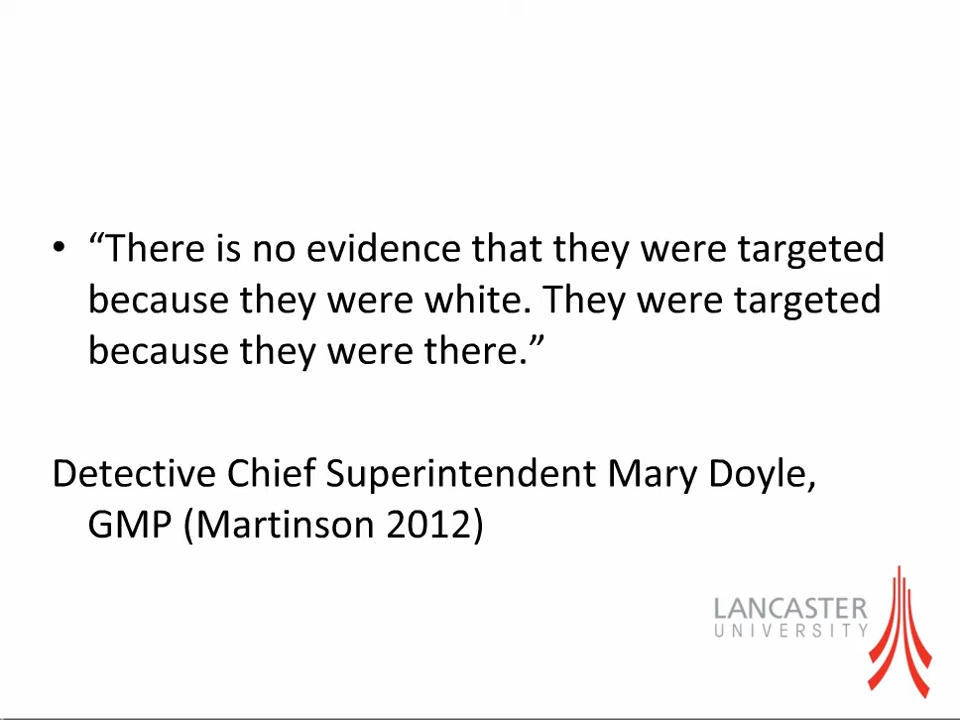 • “There is no evidence that they were targeted
because they were white. They were targeted
because they were there.”
Detective Chief Superintendent Mary Doyle,
GMP (Martinson 2012)
LANCASTER
UNIVERSITY